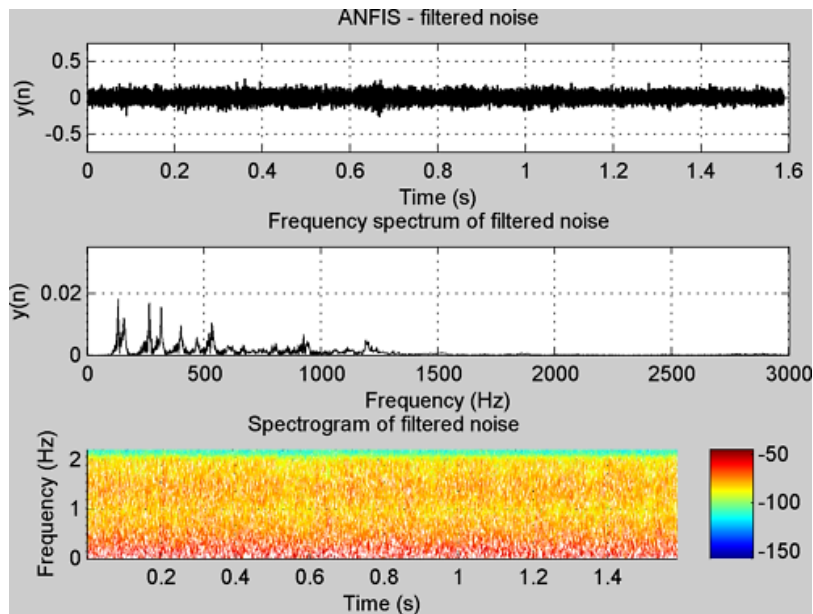 ANFIS - filtered noise
y(n)
0.5
0
-0.5
0 0.2 0.4 0.6 0.8 1 1.2 1.4 1.6
Time (s)
Frequency spectrum of filtered noise
y(n)
0.02
0
0 500 1000 1500 2000 2500 3000
Frequency (Hz)
Spectrogram of filtered noise
Frequency (Hz)
2
1
0
0.2 0.4 0.6 0.8 1 1.2 1.4
Time (s)
-50
-100
-150